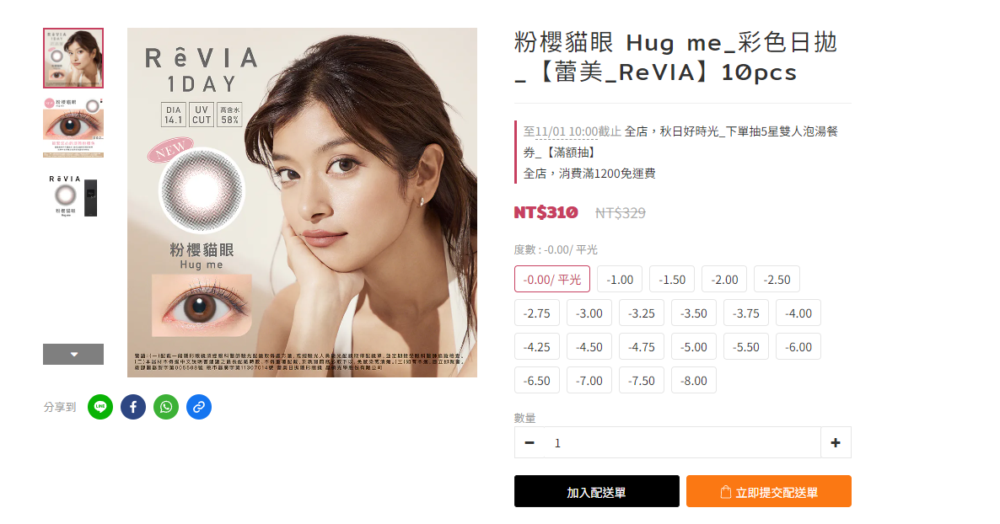 RêVIA
1DAY
DIA
14.1
UV
CUT
高含水
58%
NEW
粉櫻貓眼
Hug me
RêVIA
粉櫻貓眼
Hug me
分享到
粉櫻貓眼 Hug me_彩色日拋
_【蕾美_ReVIA】10pcs
至11/01 10:00截止 全店，秋日好時光_下單抽5星雙人泡湯餐
券_【滿額抽】
全店，消費滿1200免運費
NT$310 NT$329
度數 : -0.00/ 平光
-0.00/ 平光 -1.00 -1.50 -2.00 -2.50
-2.75 -3.00 -3.25 -3.50 -3.75 -4.00
-4.25 -4.50 -4.75 -5.00 -5.50 -6.00
-6.50 -7.00 -7.50 -8.00
數量
1
加入配送單 立即提交配送單